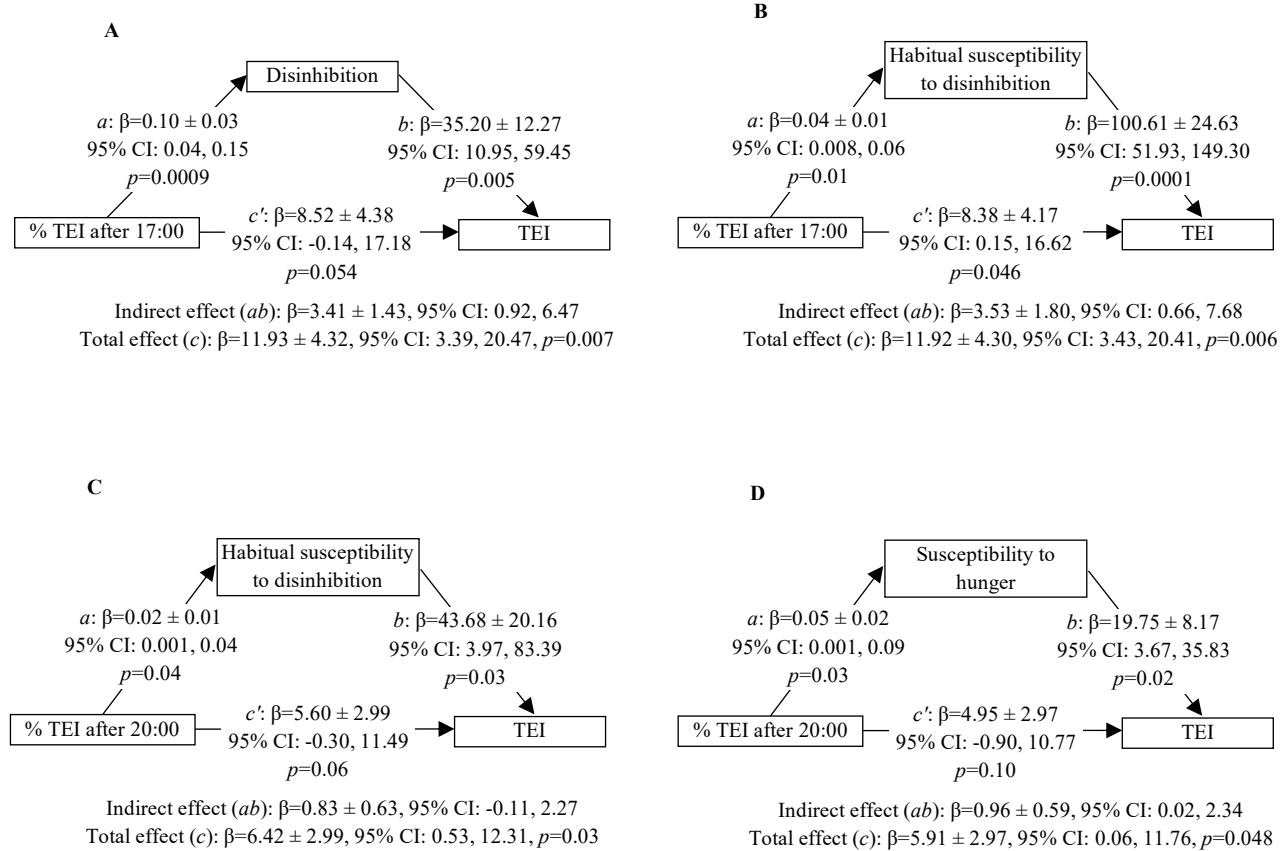 A
Disinhibition
a: β=0.10 ± 0.03
95% CI: 0.04, 0.15
p=0.0009
b: β=35.20 ± 12.27
95% CI: 10.95, 59.45
p=0.005
% TEI after 17:00
c': β=8.52 ± 4.38
95% CI: -0.14, 17.18
p=0.054
TEI
Indirect effect (ab): β=3.41 ± 1.43, 95% CI: 0.92, 6.47
Total effect (c): β=11.93 ± 4.32, 95% CI: 3.39, 20.47, p=0.007
B
Habitual susceptibility
to disinhibition
a: β=0.04 ± 0.01
95% CI: 0.008, 0.06
p=0.01
b: β=100.61 ± 24.63
95% CI: 51.93, 149.30
p=0.0001
% TEI after 17:00
c': β=8.38 ± 4.17
95% CI: 0.15, 16.62
p=0.046
TEI
Indirect effect (ab): β=3.53 ± 1.80, 95% CI: 0.66, 7.68
Total effect (c): β=11.92 ± 4.30, 95% CI: 3.43, 20.41, p=0.006
C
Habitual susceptibility
to disinhibition
a: β=0.02 ± 0.01
95% CI: 0.001, 0.04
p=0.04
b: β=43.68 ± 20.16
95% CI: 3.97, 83.39
p=0.03
% TEI after 20:00
c': β=5.60 ± 2.99
95% CI: -0.30, 11.49
p=0.06
TEI
Indirect effect (ab): β=0.83 ± 0.63, 95% CI: -0.11, 2.27
Total effect (c): β=6.42 ± 2.99, 95% CI: 0.53, 12.31, p=0.03
D
Susceptibility to
hunger
a: β=0.05 ± 0.02
95% CI: 0.001, 0.09
p=0.03
b: β=19.75 ± 8.17
95% CI: 3.67, 35.83
p=0.02
% TEI after 20:00
c': β=4.95 ± 2.97
95% CI: -0.90, 10.77
p=0.10
TEI
Indirect effect (ab): β=0.96 ± 0.59, 95% CI: 0.02, 2.34
Total effect (c): β=5.91 ± 2.97, 95% CI: 0.06, 11.76, p=0.048